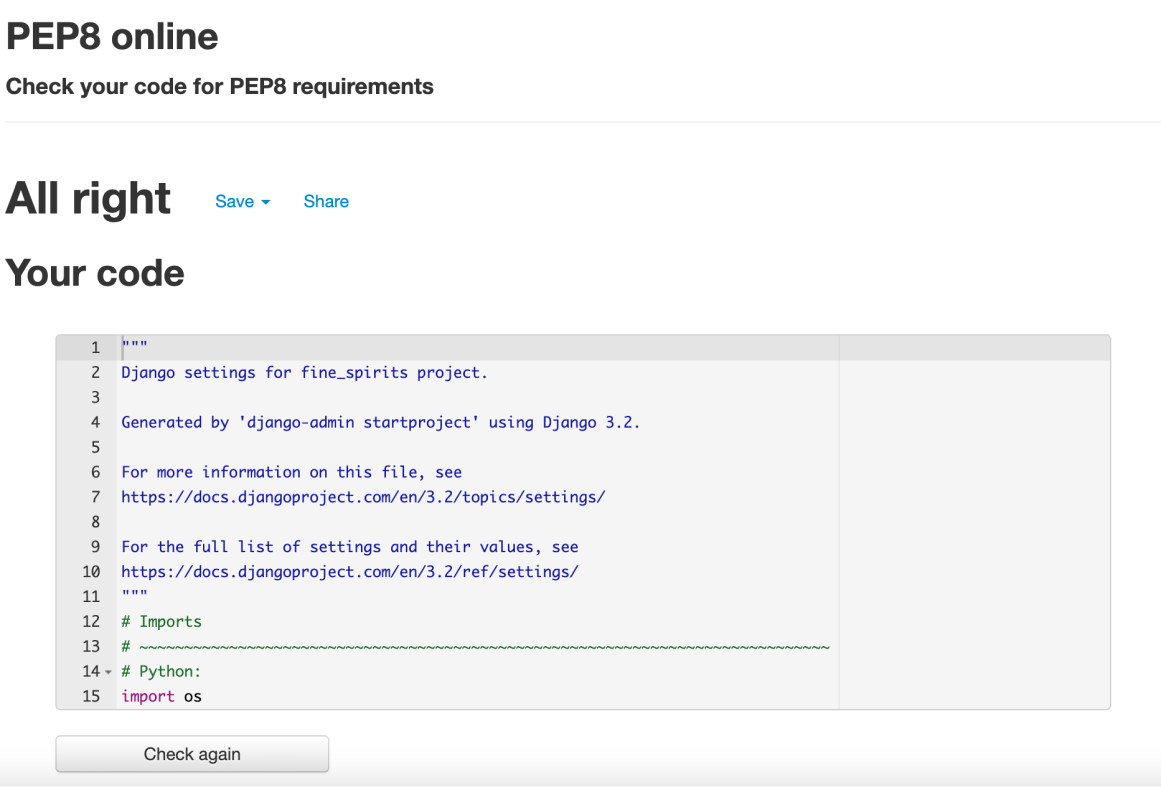 PEP8 online
Check your code for PEP8 requirements
All right Save Share
Your code
1 """
2 Django settings for fine_spirits project.
3
4 Generated by 'django-admin startproject' using Django 3.2.
5
6 For more information on this file, see
7 https://docs.djangoproject.com/en/3.2/topics/settings/
8
9 For the full list of settings and their values, see
10 https://docs.djangoproject.com/en/3.2/ref/settings/
11 """
12 # Imports
13 # ~~~~~~~~~~~~~~~~~~~~~~~~~~~~~~~~~~~~~~~~~~~~~~~~~~~~~~~~~~~~~~~~~~~~~~~~~~~~~
14 # Python:
15 import os
Check again